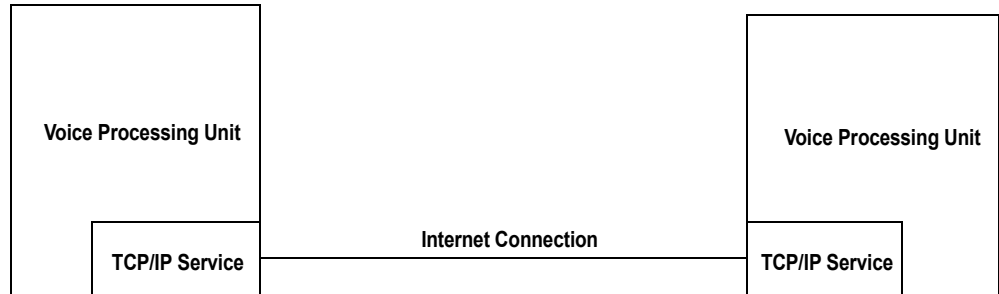 Voice Processing Unit
Voice Processing Unit
Internet Connection
TCP/IP Service
TCP/IP Service